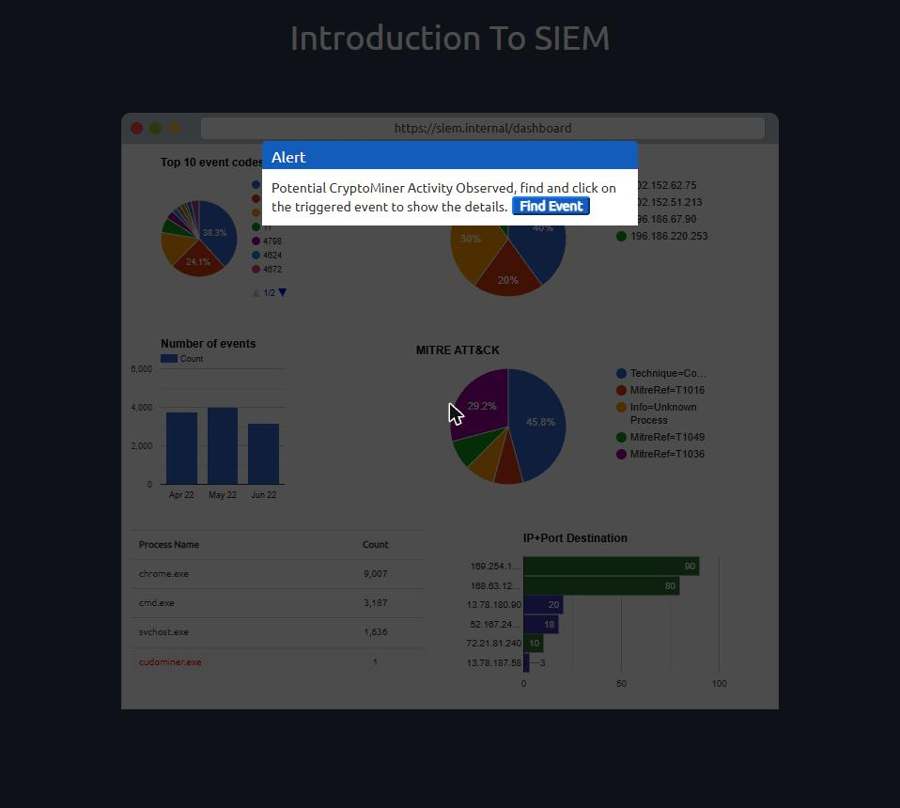 Introduction To SIEM
https://siem.internal/dashboard
Top 10 event codes
Alert
Potential CryptoMiner Activity Observed, find and click on
the triggered event to show the details. Find Event
38.3%
24.1%
4798
4624
4672
1/2
40%
30%
20%
02.152.62.75
02.152.51.213
96.186.67.90
196.186.220.253
Number of events
Count
6,000
4,000
2,000
0
Apr 22 May 22 Jun 22
MITRE ATT&CK
29.2%
45.8%
Technique=Co...
MitreRef=T1016
Info=Unknown
Process
MitreRef=T1049
MitreRef=T1036
Process Name Count
chrome.exe 9,007
cmd.exe 3,187
svchost.exe 1,636
cudominer.exe 1
IP+Port Destination
169.254.1... 90
168.63.12... 80
13.78.180.90 20
52.167.24... 18
72.21.81.240 10
13.78.187.58 3
0 50 100